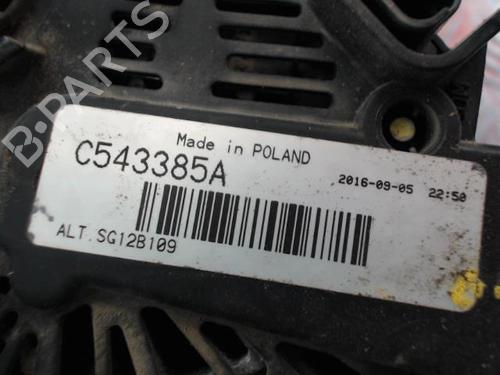 B-PARTS
Made in POLAND
C543385A
2016-09-05 22:50
ALT. SG12B109